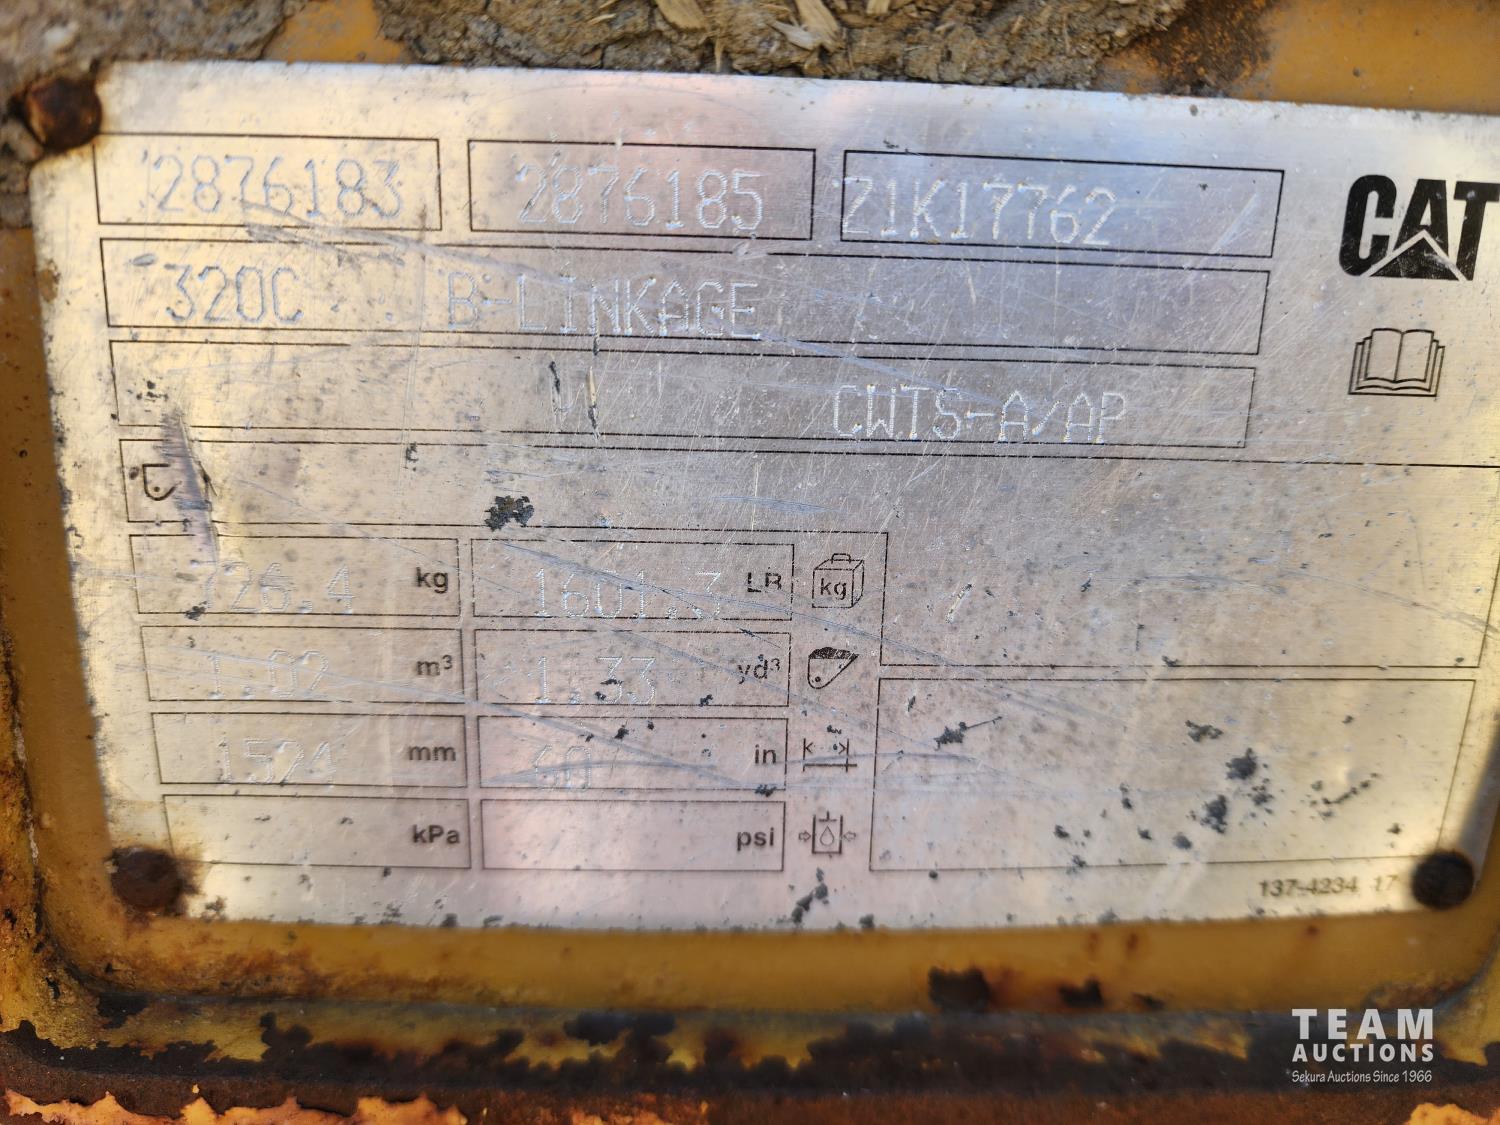 2876183 2876185 Z1K17762 CAT
320C B-LINKAGE
CWTS-A/AP
726.4 kg 1601.3 LB kg
1.02 m³ 1.33 yd³
1524 mm 60 in
kPa psi
137-4234 17
TEAM
AUCTIONS
Sekura Auctions Since 1966